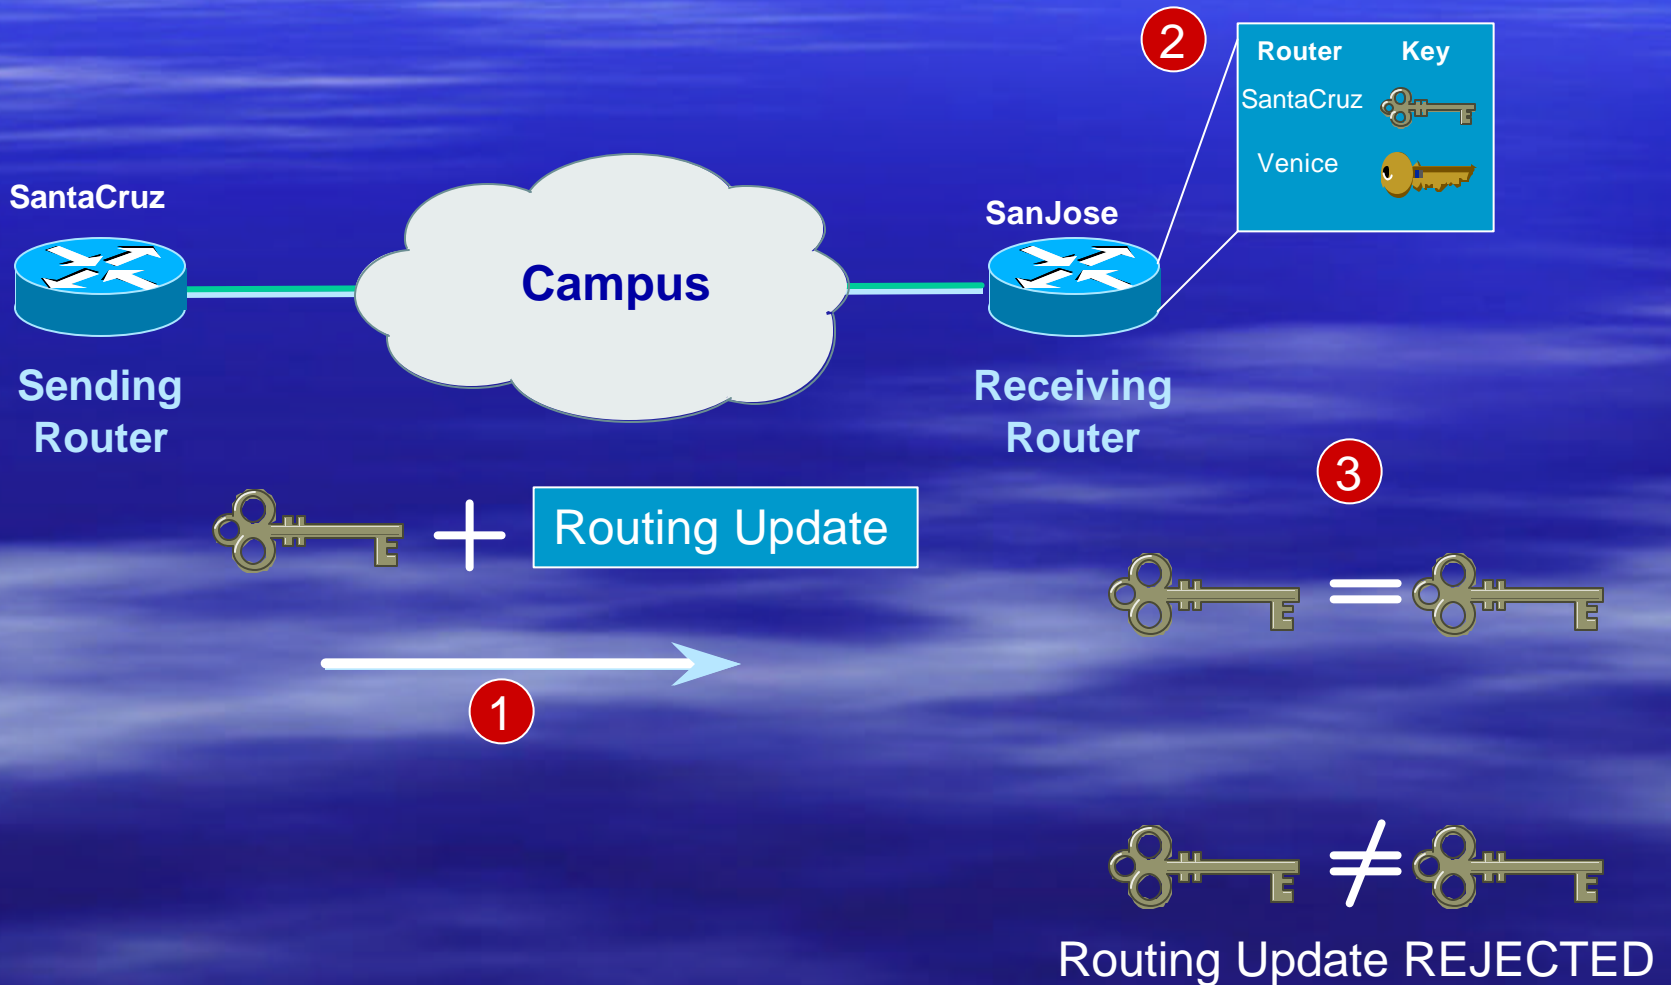 2
Router Key
SantaCruz
Venice
SantaCruz
SanJose
Campus
Sending
Router
Receiving
Router
3
Routing Update
1
Routing Update REJECTED